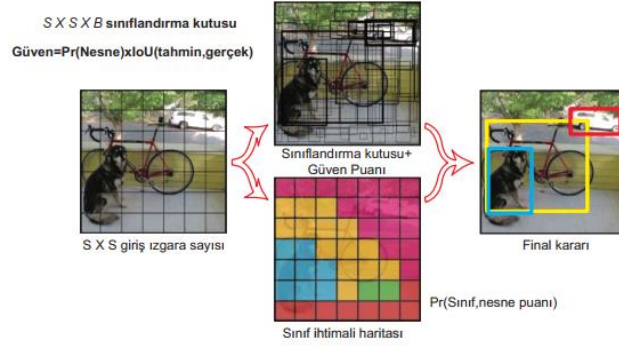 S X S X B sınıflandırma kutusu
Güven=Pr(Nesne)xIoU(tahmin,gerçek)
Sınıflandırma kutusu+
Güven Puanı
S X S giriş ızgara sayısı
Final kararı
Pr(Sınıf,nesne puanı)
Sınıf ihtimali haritası